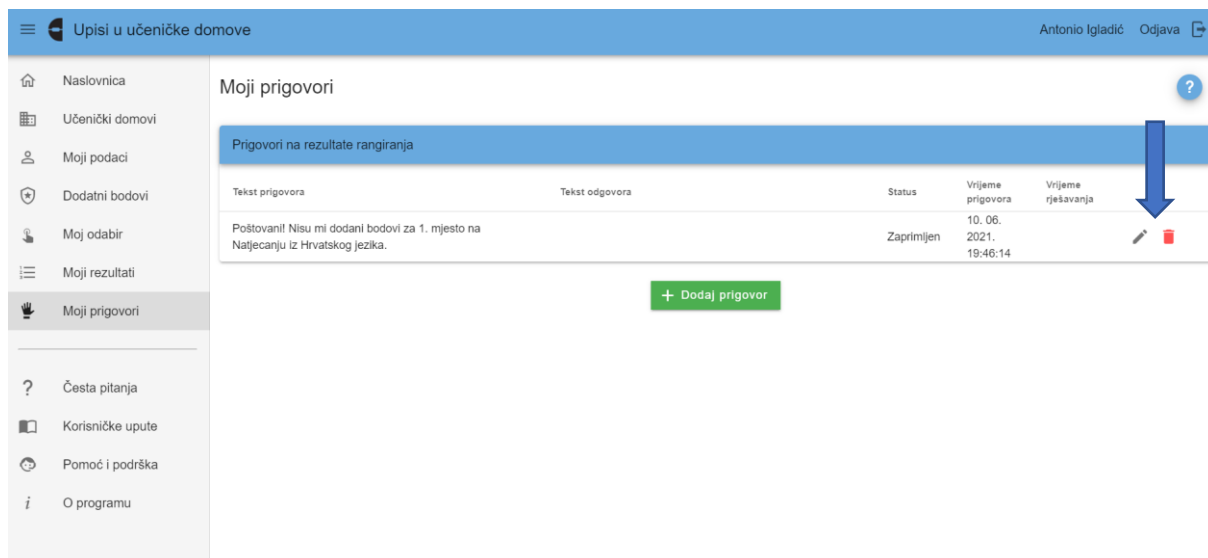 Upisi u učeničke domove
Antonio Igladić Odjava
Naslovnica
Učenički domovi
Moji podaci
Dodatni bodovi
Moj odabir
Moji rezultati
Moji prigovori
Česta pitanja
Korisničke upute
Pomoć i podrška
O programu
Moji prigovori
?
Prigovori na rezultate rangiranja
Tekst prigovora
Tekst odgovora
Status
Vrijeme
prigovora
Vrijeme
rješavanja
Poštovani! Nisu mi dodani bodovi za 1. mjesto na
Natjecanju iz Hrvatskog jezika.
Zaprimljen
10. 06.
2021.
19:46:14
+ Dodaj prigovor